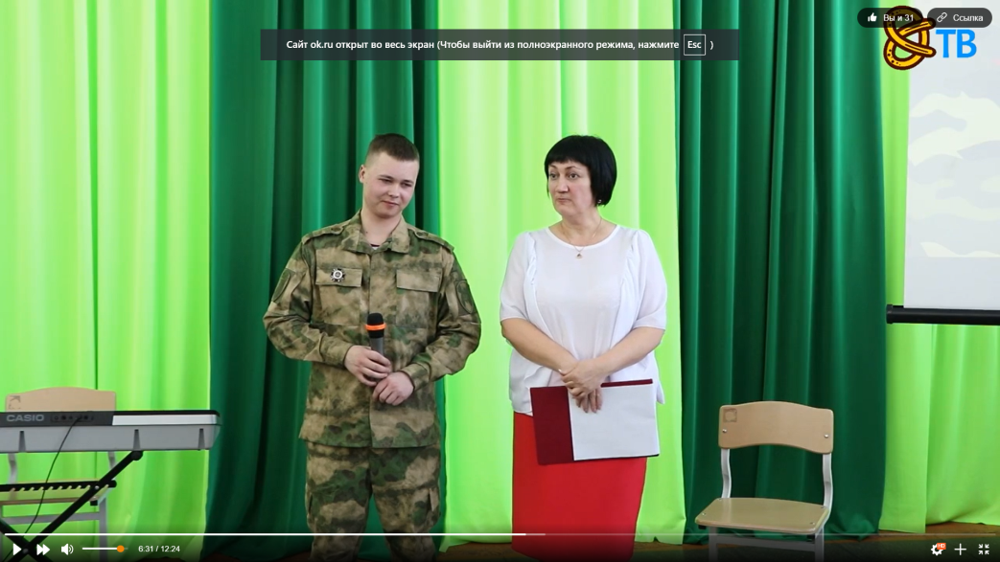 Вы и 31
Ссылка
Сайт ok.ru открыт во весь экран (Чтобы выйти из полноэкранного режима, нажмите Esc )
ТВ
CASIO
6:31 / 12:24
HD